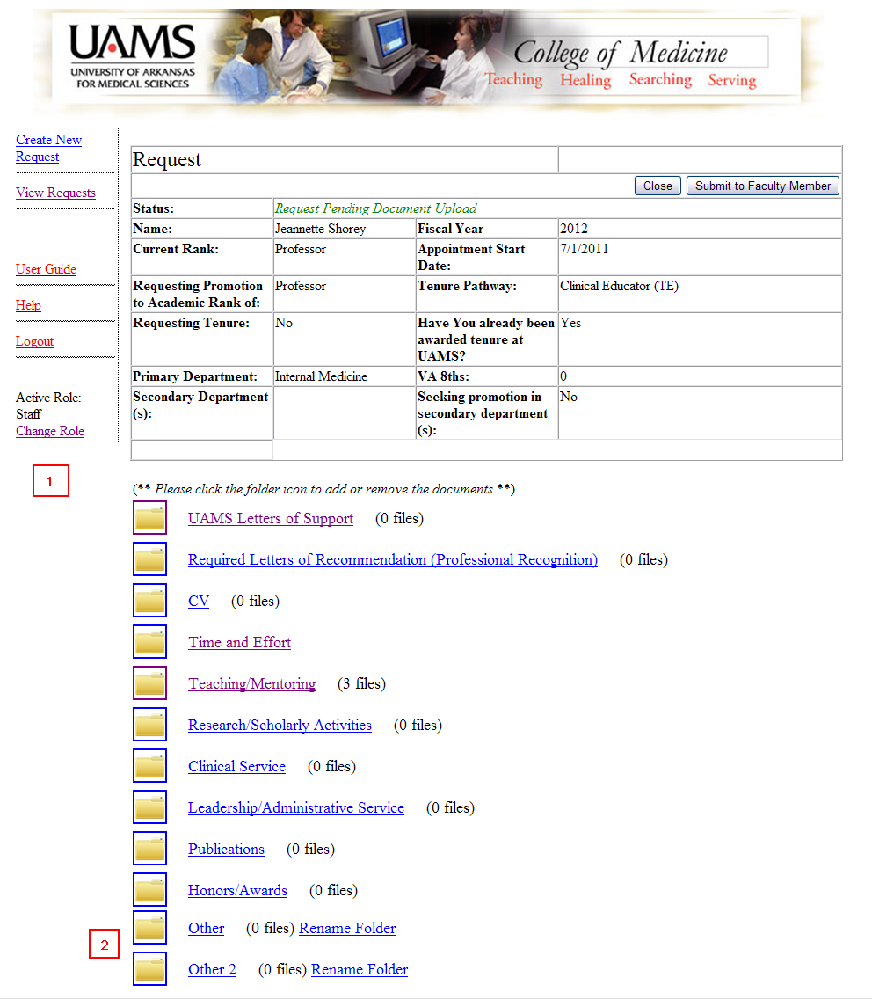 UAMS
UNIVERSITY OF ARKANSAS
FOR MEDICAL SCIENCES
College of Medicine
Teaching Healing Searching Serving
Create New
Request
View Requests
User Guide
Help
Logout
Active Role:
Staff
Change Role
Request
Close Submit to Faculty Member
Status: Request Pending Document Upload
Name: Jeannette Shorey Fiscal Year 2012
Current Rank: Professor Appointment Start 7/1/2011
Date:
Requesting Promotion Professor Tenure Pathway: Clinical Educator (TE)
to Academic Rank of:
Requesting Tenure: No Have You already been Yes
awarded tenure at
UAMS?
Primary Department: Internal Medicine VA 8ths: 0
Secondary Department Seeking promotion in No
(s): secondary department
(s):
1
(** Please click the folder icon to add or remove the documents **)
UAMS Letters of Support (0 files)
Required Letters of Recommendation (Professional Recognition) (0 files)
CV (0 files)
Time and Effort
Teaching/Mentoring (3 files)
Research/Scholarly Activities (0 files)
Clinical Service (0 files)
Leadership/Administrative Service (0 files)
Publications (0 files)
Honors/Awards (0 files)
Other (0 files) Rename Folder
2
Other 2 (0 files) Rename Folder